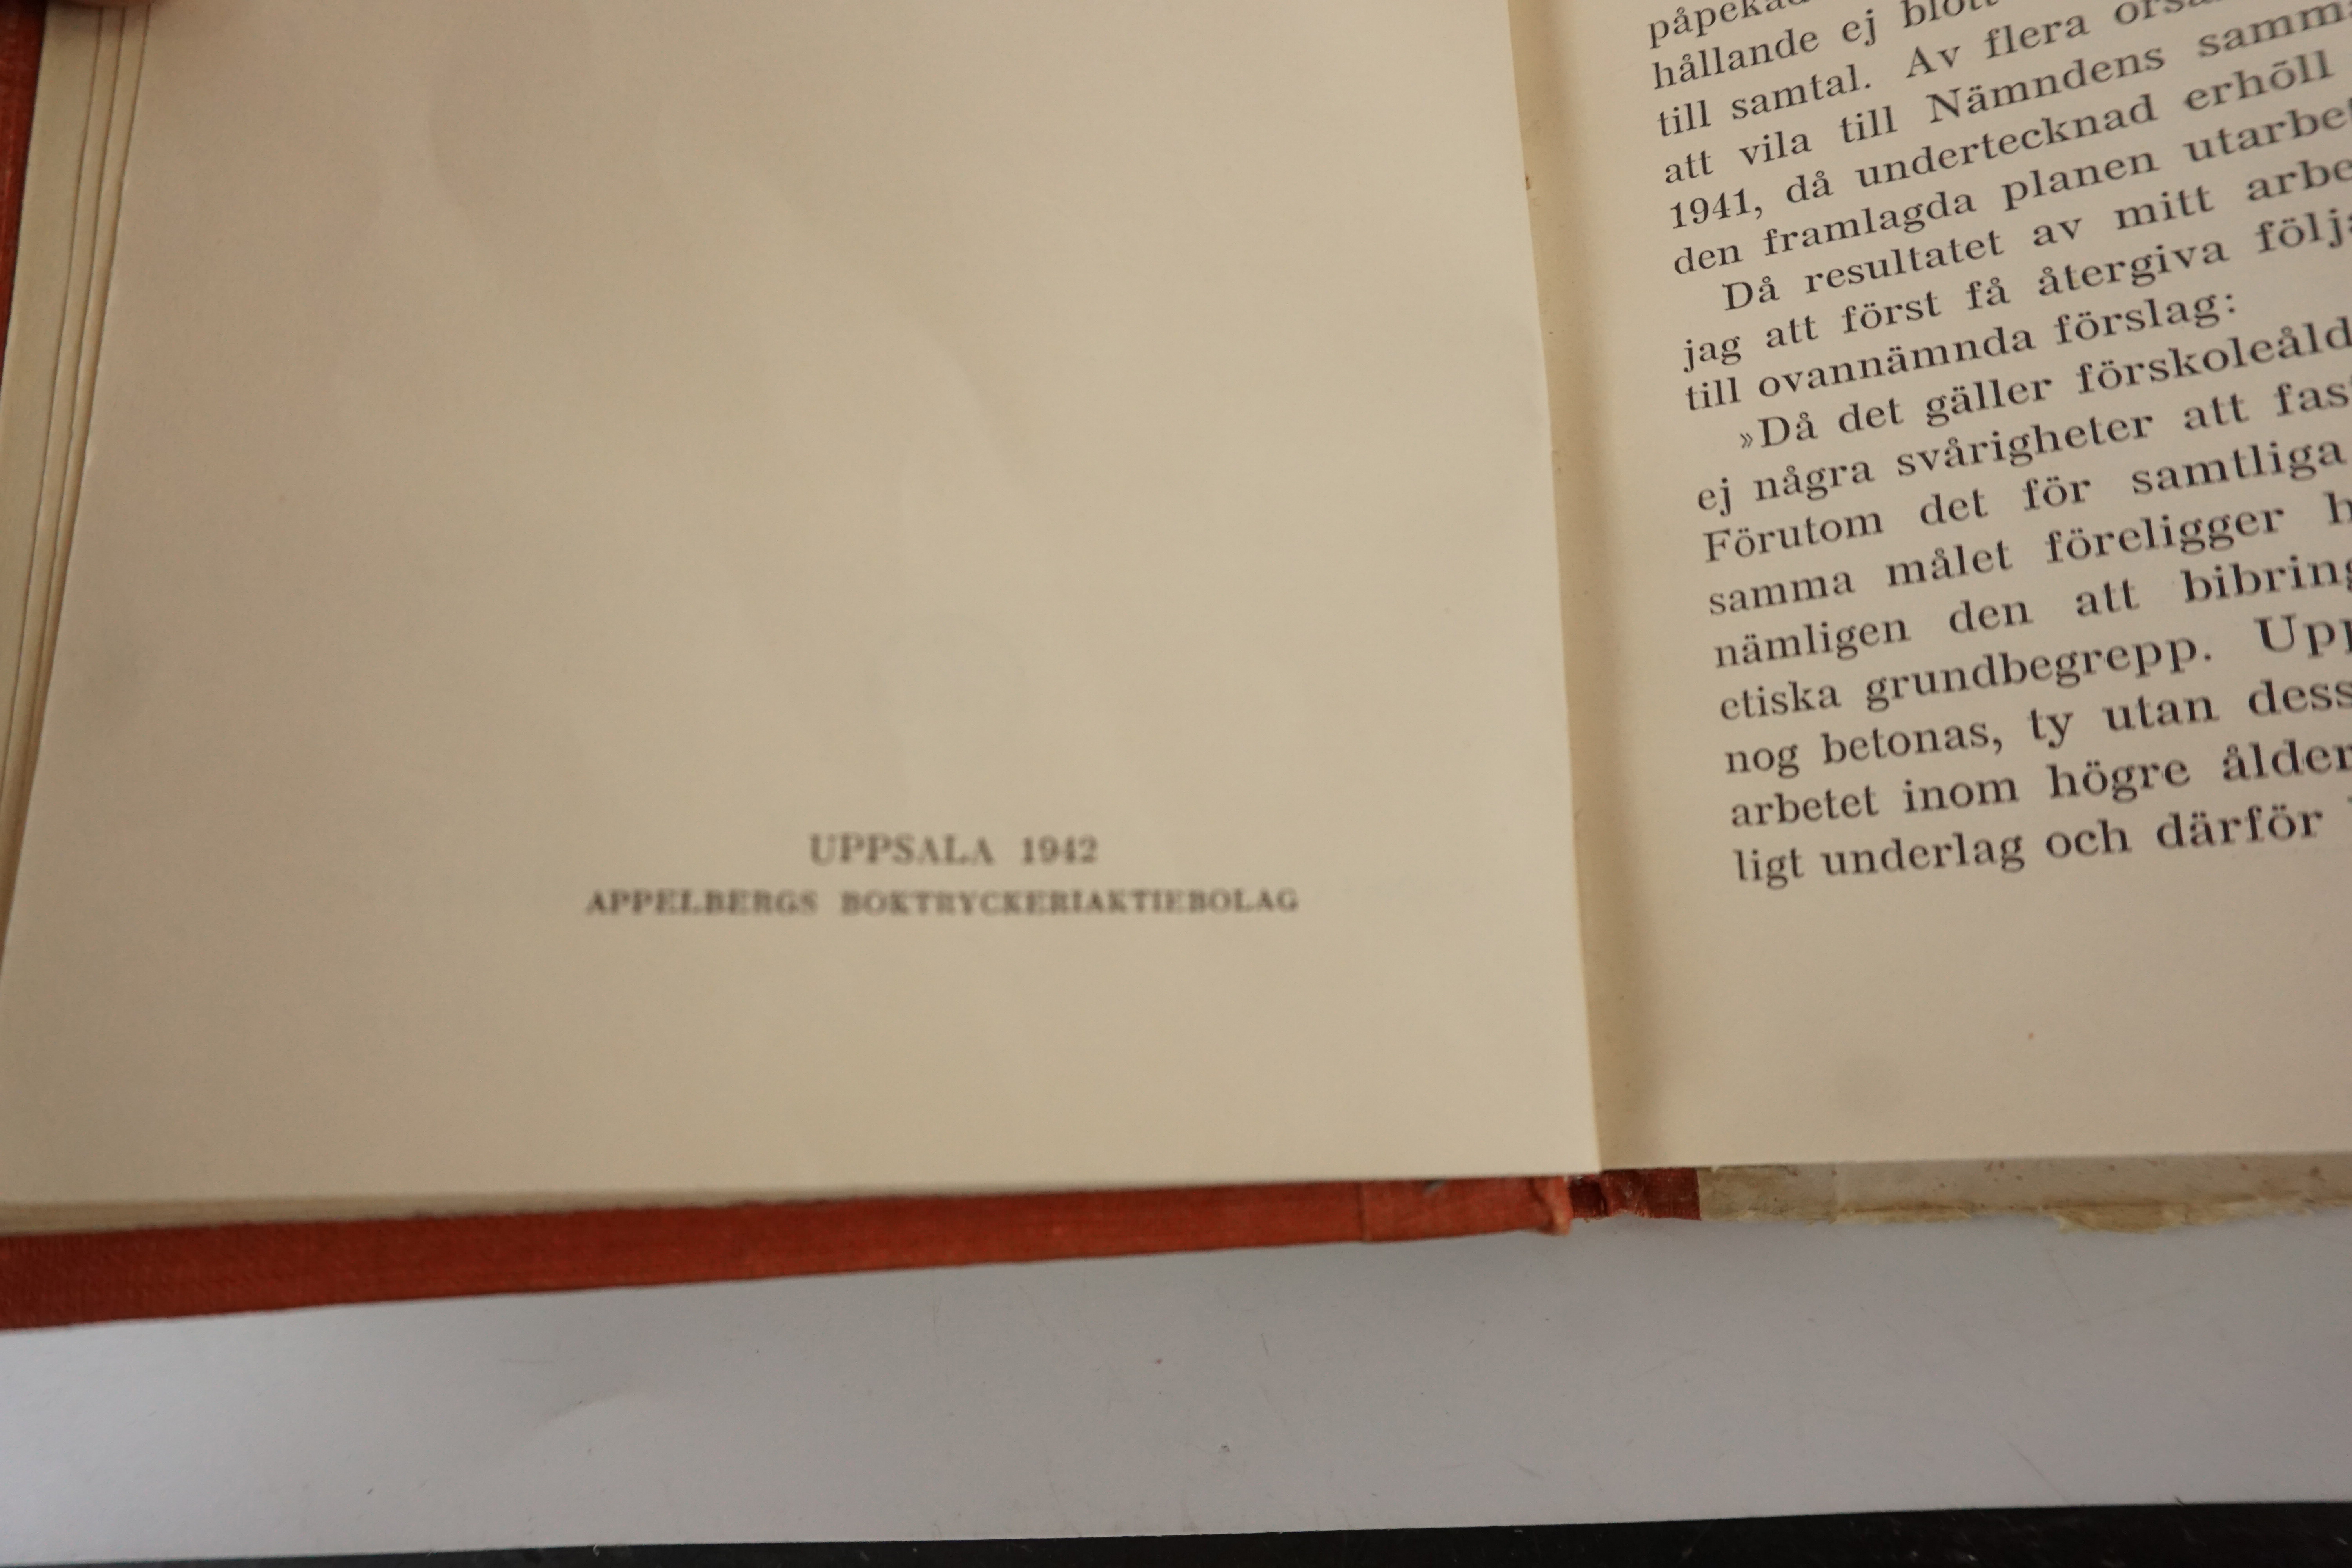 UPPSALA 1942
APPELBERGS BOKTRYCKERIAKTIEBOLAG
hållande ej
till samtal. Av flera
att vila till Nämndens
1941, då undertecknad erhöll
den framlagda planen
Då resultatet av mitt
jag att först få återgiva
till ovannämnda förslag:
»Då det gäller
ej några svårigheter att
Förutom det för samtliga
samma målet föreligger
nämligen den att
etiska grundbegrepp.
nog betonas, ty utan
arbetet inom högre
ligt underlag och därför